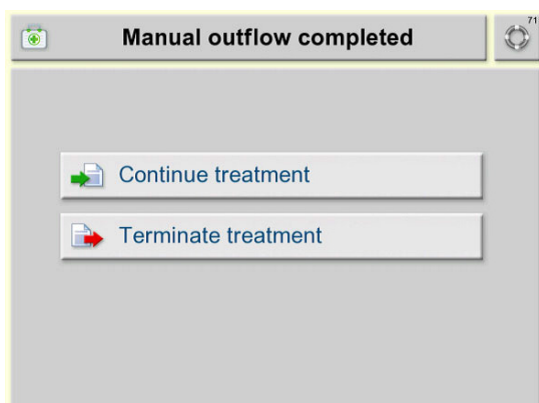 Manual outflow completed
71
Continue treatment
Terminate treatment